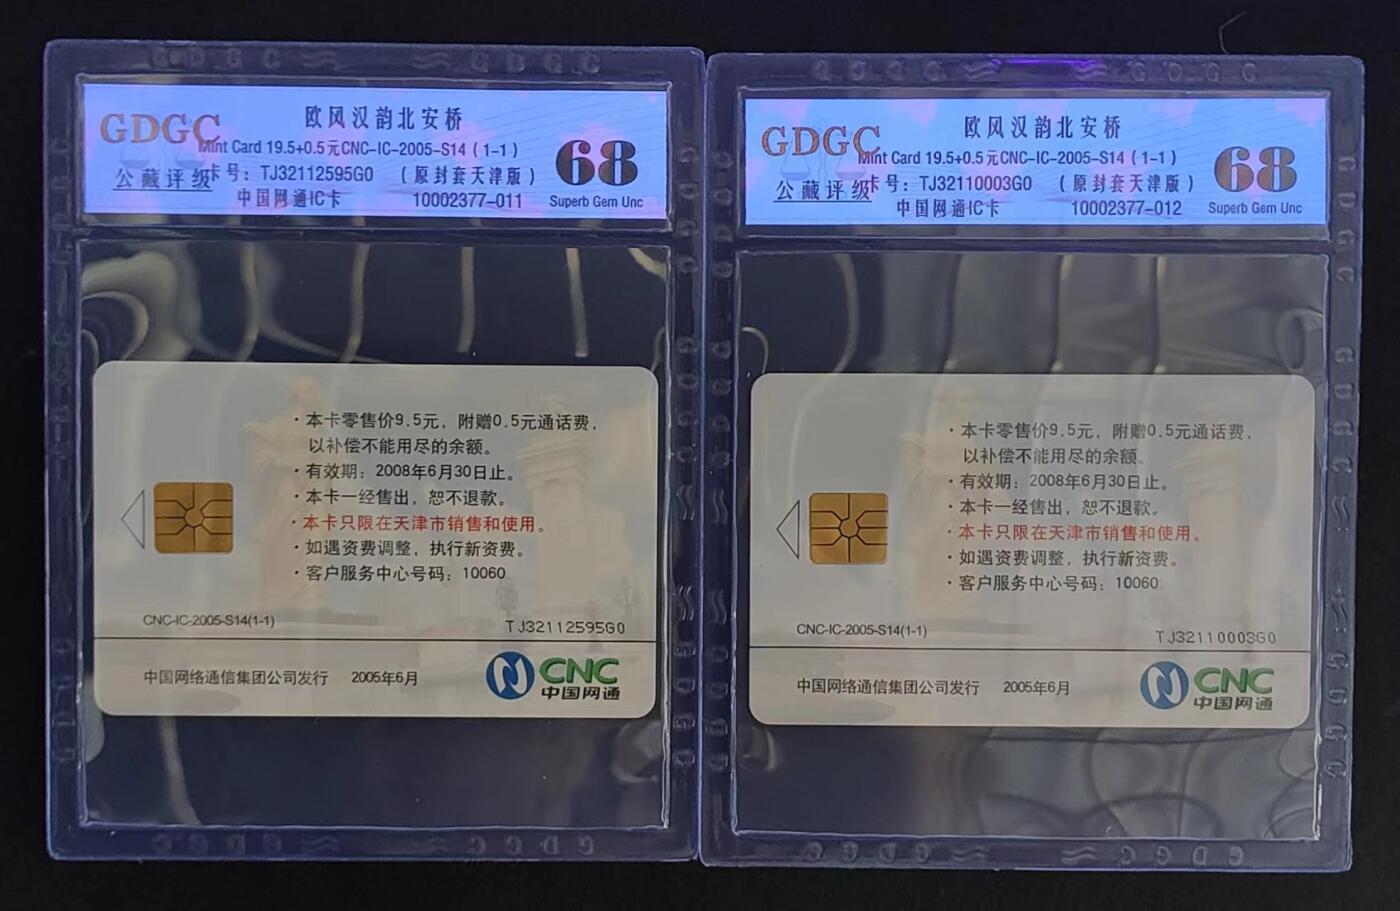 GDGC
公藏评级
欧风汉韵北安桥
Mint Card 19.5+0.5元CNC-IC-2005-S14（1-1）
卡号：TJ32112595G0 （原封套天津版）
中国网通IC卡 10002377-011
68
Superb Gem Unc
·本卡零售价9.5元，附赠0.5元通话费，
以补偿不能用尽的余额。
·有效期：2008年6月30日止。
·本卡一经售出，恕不退款。
·本卡只限在天津市销售和使用。
·如遇资费调整，执行新资费。
·客户服务中心号码：10060
CNC-IC-2005-S14(1-1)
TJ32112595G0
中国网络通信集团公司发行 2005年6月
CNC
中国网通
GDGC
公藏评级
欧风汉韵北安桥
Mint Card 19.5+0.5元CNC-IC-2005-S14（1-1）
卡号：TJ32110003G0 （原封套天津版）
中国网通IC卡 10002377-012
68
Superb Gem Unc
·本卡零售价9.5元，附赠0.5元通话费，
以补偿不能用尽的余额。
·有效期：2008年6月30日止。
·本卡一经售出，恕不退款。
·本卡只限在天津市销售和使用。
·如遇资费调整，执行新资费。
·客户服务中心号码：10060
CNC-IC-2005-S14(1-1)
TJ32110003G0
中国网络通信集团公司发行 2005年6月
CNC
中国网通